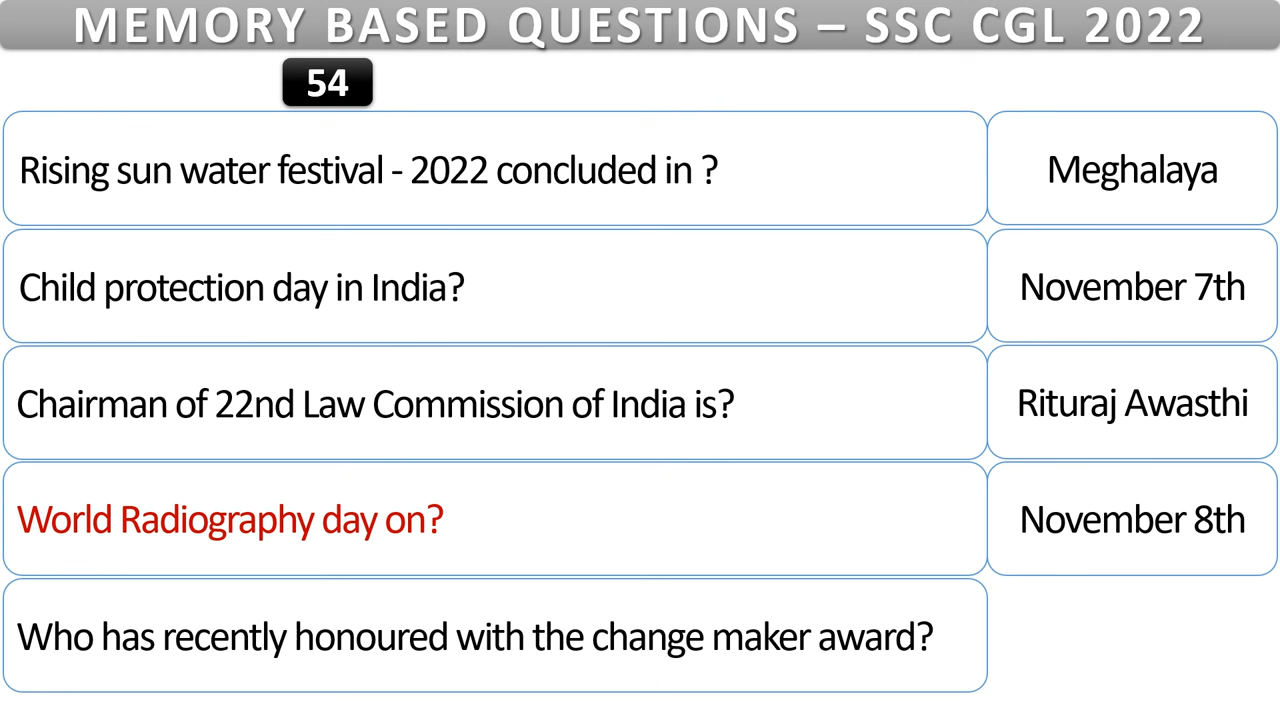 MEMORY BASED QUESTIONS – SSC CGL 2022
54
Rising sun water festival - 2022 concluded in ?
Meghalaya
Child protection day in India?
November 7th
Chairman of 22nd Law Commission of India is?
Rituraj Awasthi
World Radiography day on?
November 8th
Who has recently honoured with the change maker award?